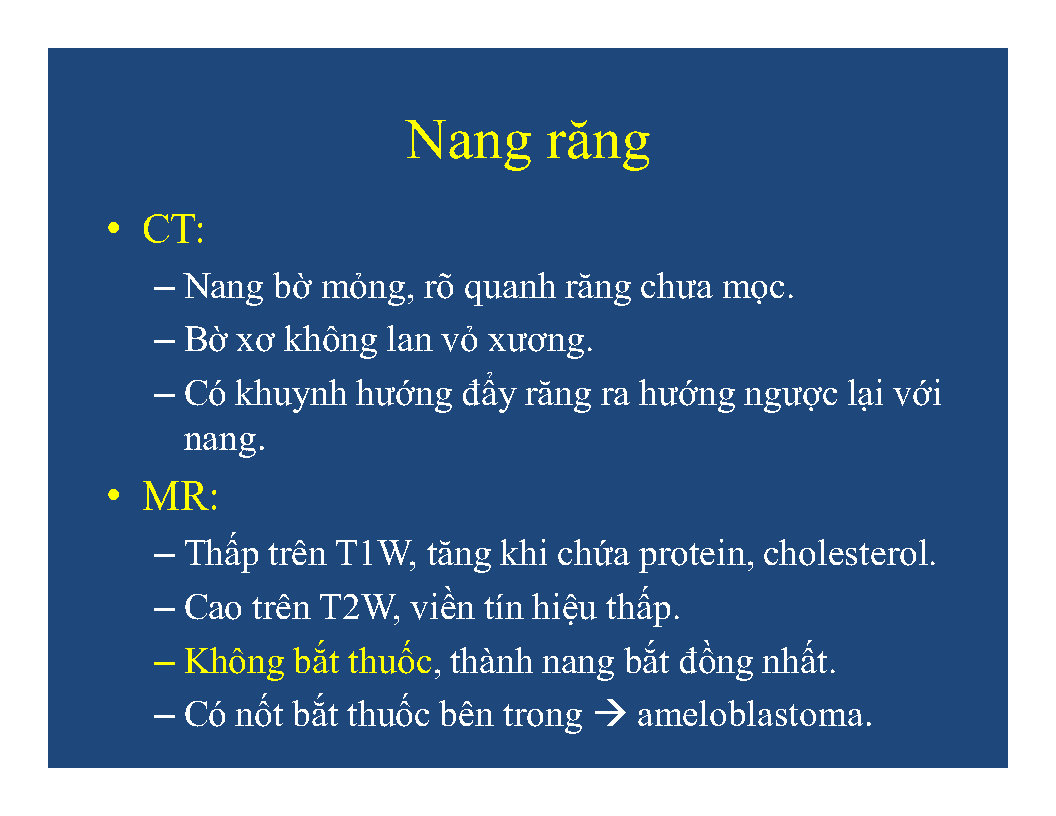 Nang răng
• CT:
– Nang bờ mỏng, rõ quanh răng chưa mọc.
– Bờ xơ không lan vỏ xương.
– Có khuynh hướng đẩy răng ra hướng ngược lại với
nang.
• MR:
– Thấp trên T1W, tăng khi chứa protein, cholesterol.
– Cao trên T2W, viền tín hiệu thấp.
– Không bắt thuốc, thành nang bắt đồng nhất.
– Có nốt bắt thuốc bên trong → ameloblastoma.